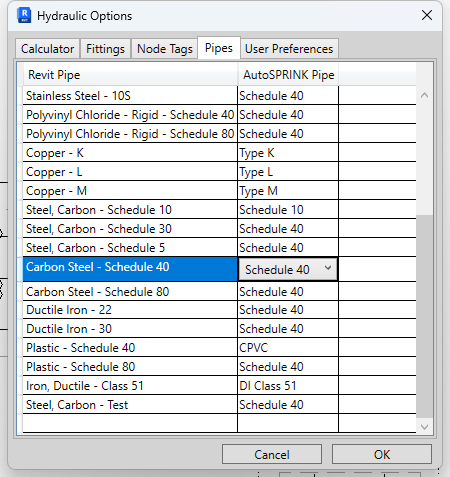 Hydraulic Options
Calculator Fittings Node Tags Pipes User Preferences
Revit Pipe AutoSPRINK Pipe
Stainless Steel - 10S Schedule 40
Polyvinyl Chloride - Rigid - Schedule 40 Schedule 40
Polyvinyl Chloride - Rigid - Schedule 80 Schedule 40
Copper - K Type K
Copper - L Type L
Copper - M Type M
Steel, Carbon - Schedule 10 Schedule 10
Steel, Carbon - Schedule 30 Schedule 40
Steel, Carbon - Schedule 5 Schedule 40
Carbon Steel - Schedule 40 Schedule 40
Carbon Steel - Schedule 80 Schedule 40
Ductile Iron - 22 Schedule 40
Ductile Iron - 30 Schedule 40
Plastic - Schedule 40 CPVC
Plastic - Schedule 80 Schedule 40
Iron, Ductile - Class 51 DI Class 51
Steel, Carbon - Test Schedule 40
Cancel OK